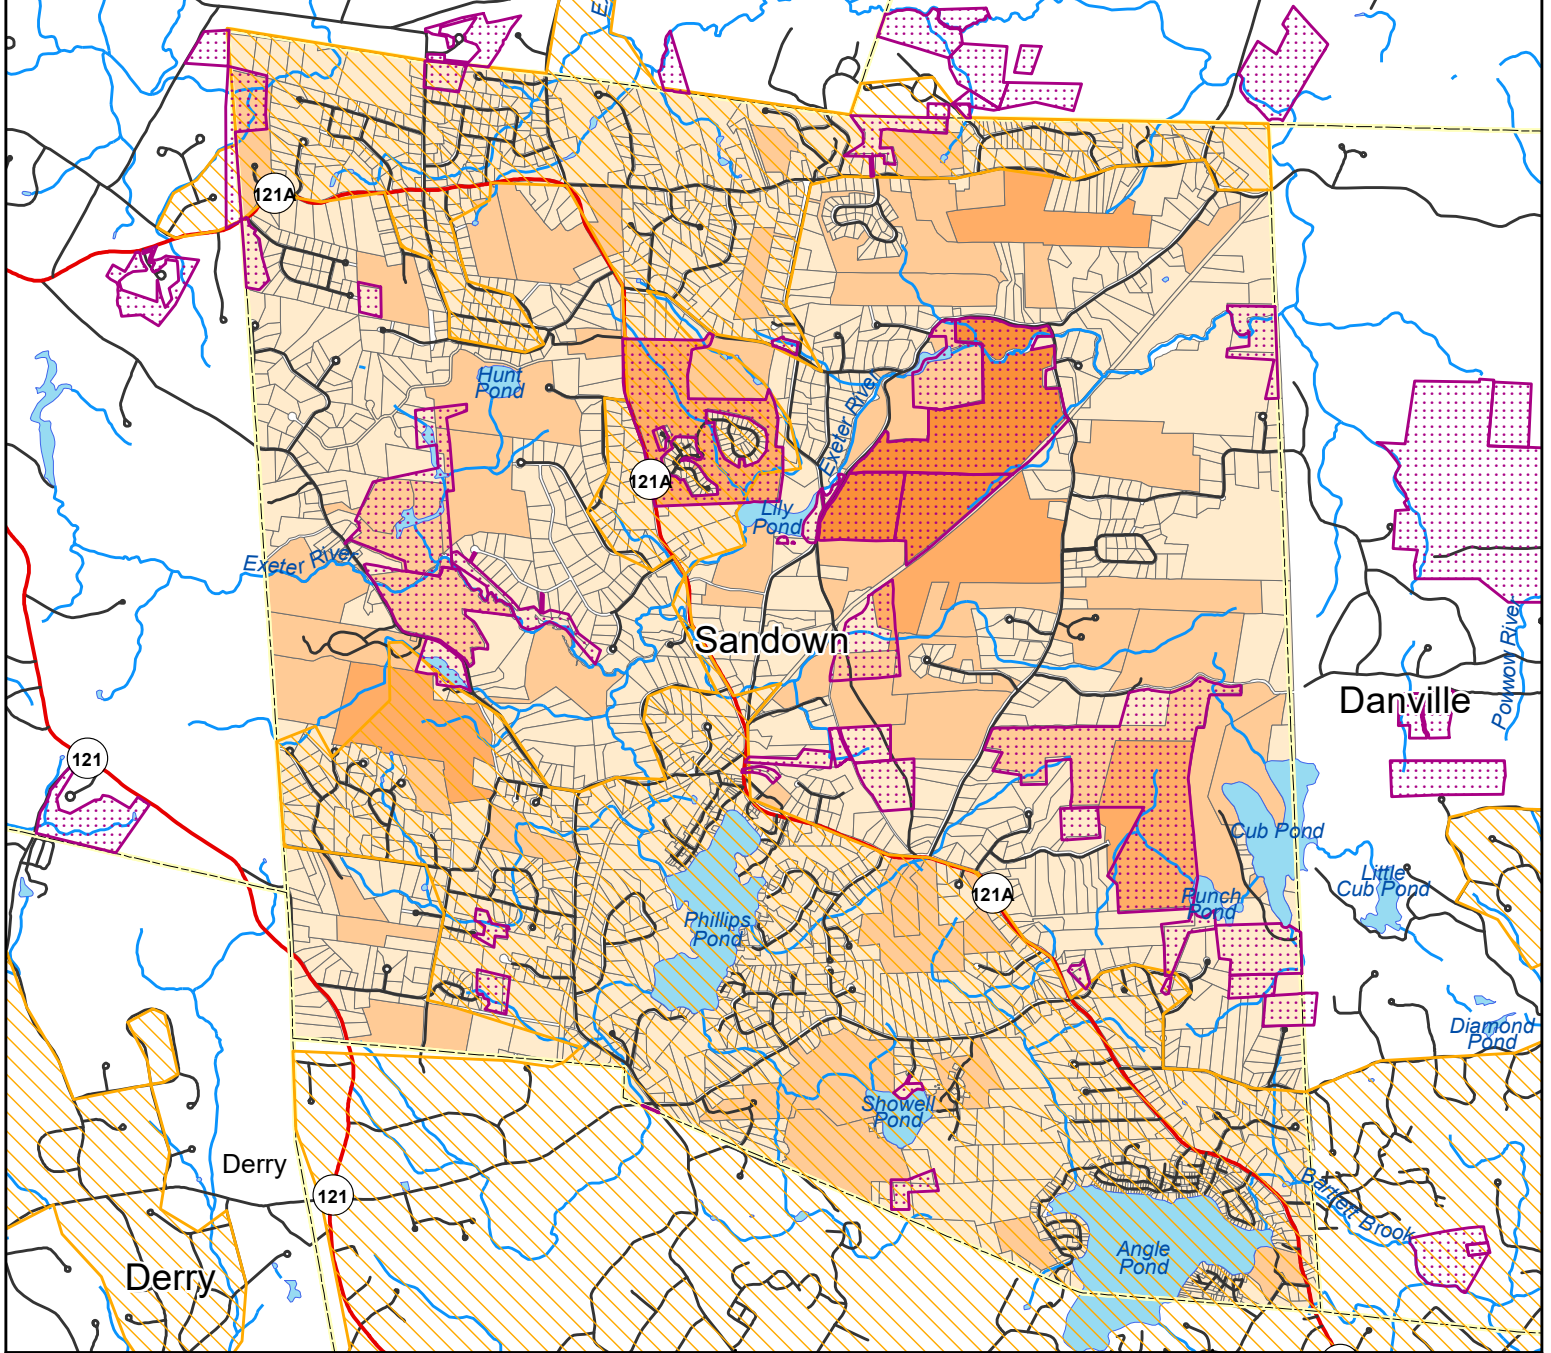 E
121A
Hunt
Pond
Exeter River
121A
Lily
Pond
Exeter River
Sandown
Powwow River
Danville
121
Cub Pond
Little
Cub Pond
121A
Punch
Pond
Phillips
Pond
Diamond
Pond
Showell
Pond
Derry
121
Bartlett Brook
Angle
Pond
Derry